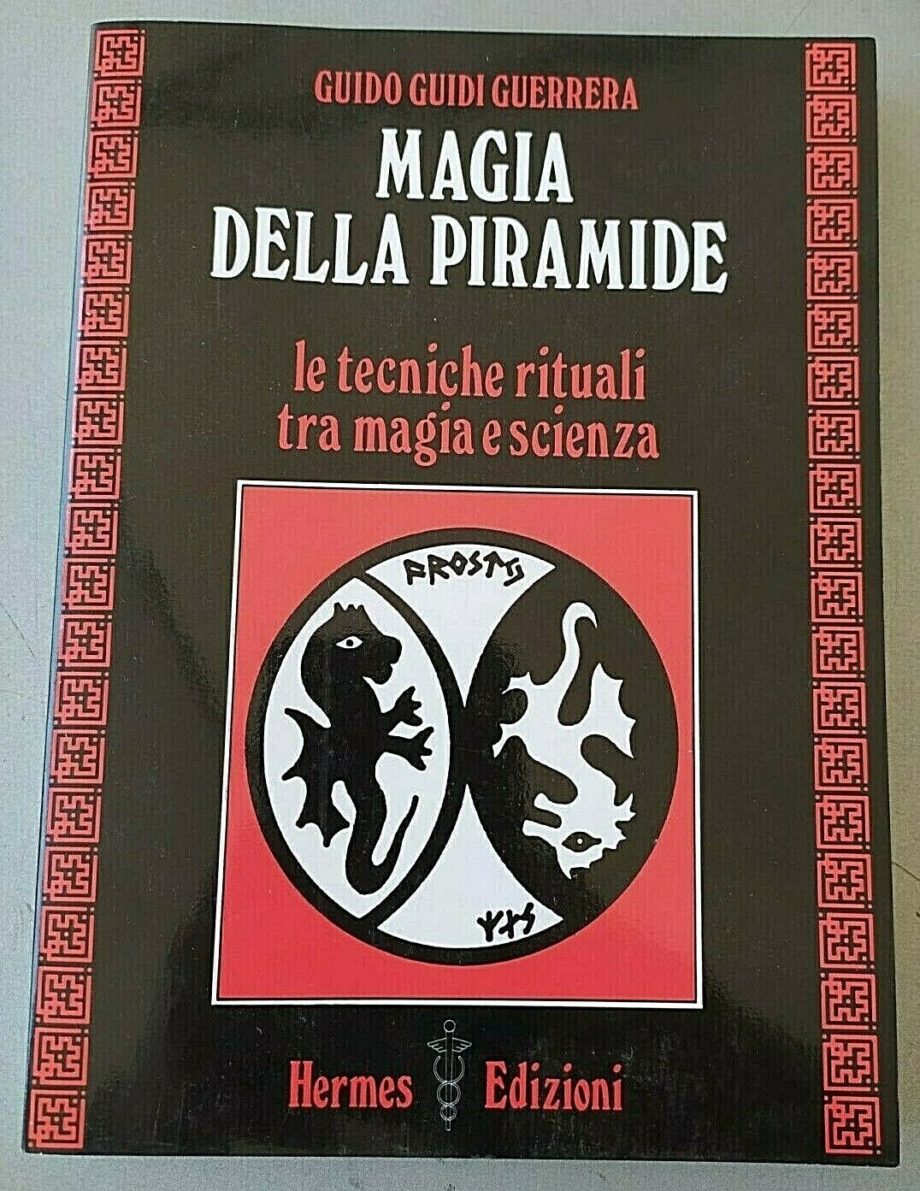 GUIDO GUIDI GUERRERA
MAGIA
DELLA PIRAMIDE
le tecniche rituali
tra magia e scienza
Hermes Edizioni